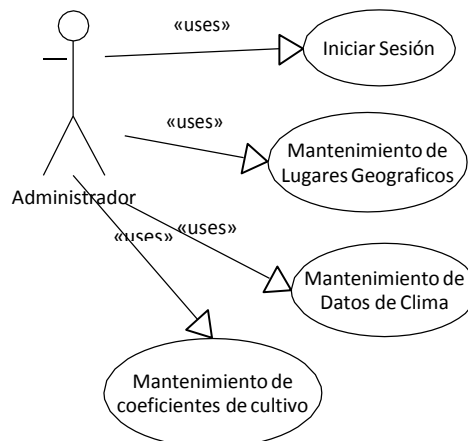 «uses»
Iniciar Sesión
«uses»
Mantenimiento de
Lugares Geograficos
Administrador
«uses»
«uses»
Mantenimiento de
Datos de Clima
Mantenimiento de
coeficientes de cultivo